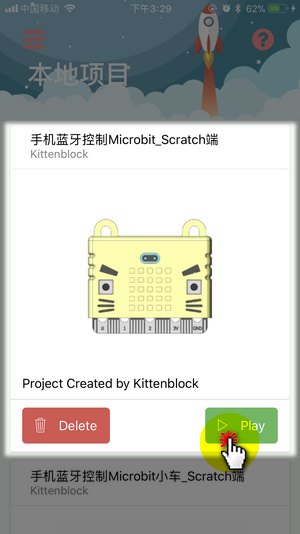 中国移动
下午3:29
62%
?
本地项目
手机蓝牙控制Microbit_Scratch端
Kittenblock
0 1 2 3V GND
Project Created by Kittenblock
Delete
Play
手机蓝牙控制Microbit小车_Scratch端
Kittenblock